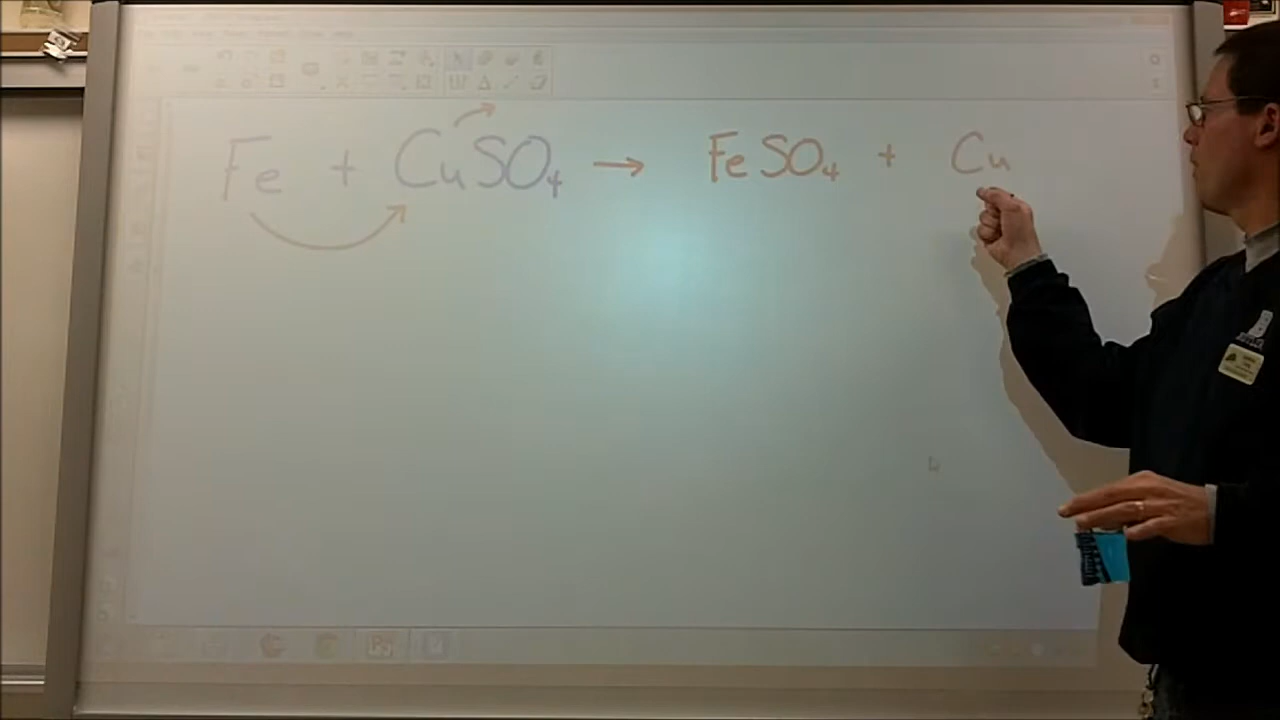 Fe + CuSO₄ → FeSO₄ + Cu